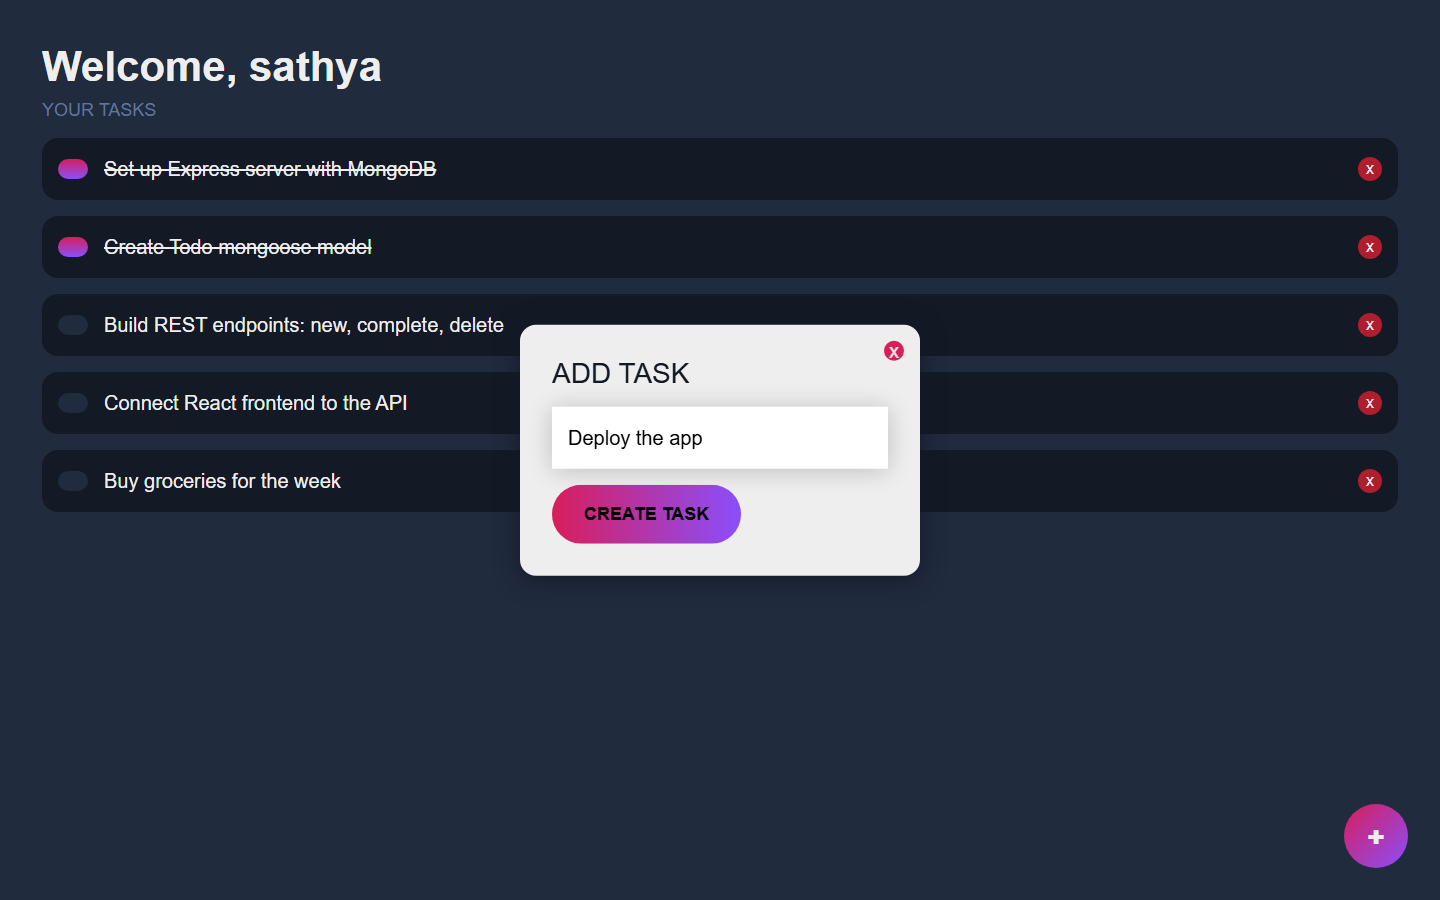 Welcome, sathya
YOUR TASKS
Set up Express server with MongoDB
x
Create Todo mongoose model
x
Build REST endpoints: new, complete, delete
x
Connect React frontend to the API
x
Buy groceries for the week
x
x
ADD TASK
Deploy the app
CREATE TASK
+